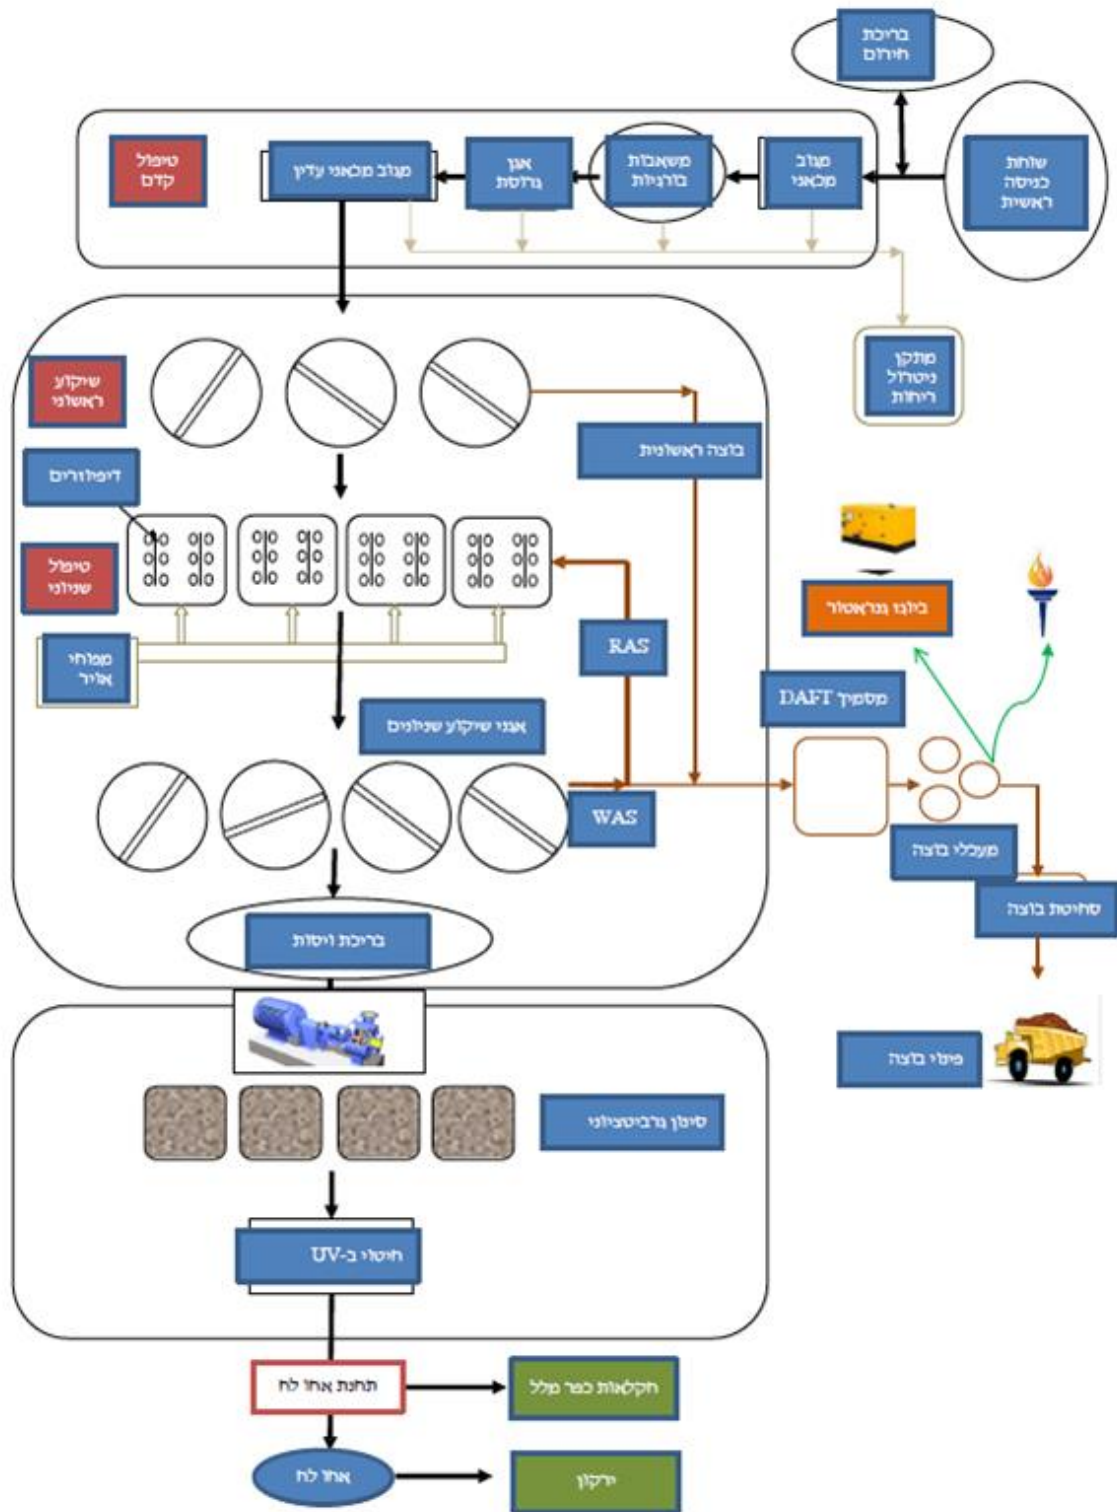 בריכת
חירום
שוחת
כניסה
ראשית
מגוב
מכאני
משאבות
בורגיות
אגן
גרוסת
מגוב מכאני עדין
טיפול
קדם
מתקן
ניטרול
ריחות
שיקוע
ראשוני
בוצה ראשונית
דיפיוזרים
טיפול
שניוני
מפוחי
אויר
RAS
ביוגז גנראטור
מסמיך DAFT
אגני שיקוע שניונים
WAS
מעכלי בוצה
סחיטת בוצה
בריכת ויסות
פינוי בוצה
סינון גרביטציוני
חיטוי ב-UV
תחנת אחו לח
חקלאות כפר מלל
אחו לח
ירקון